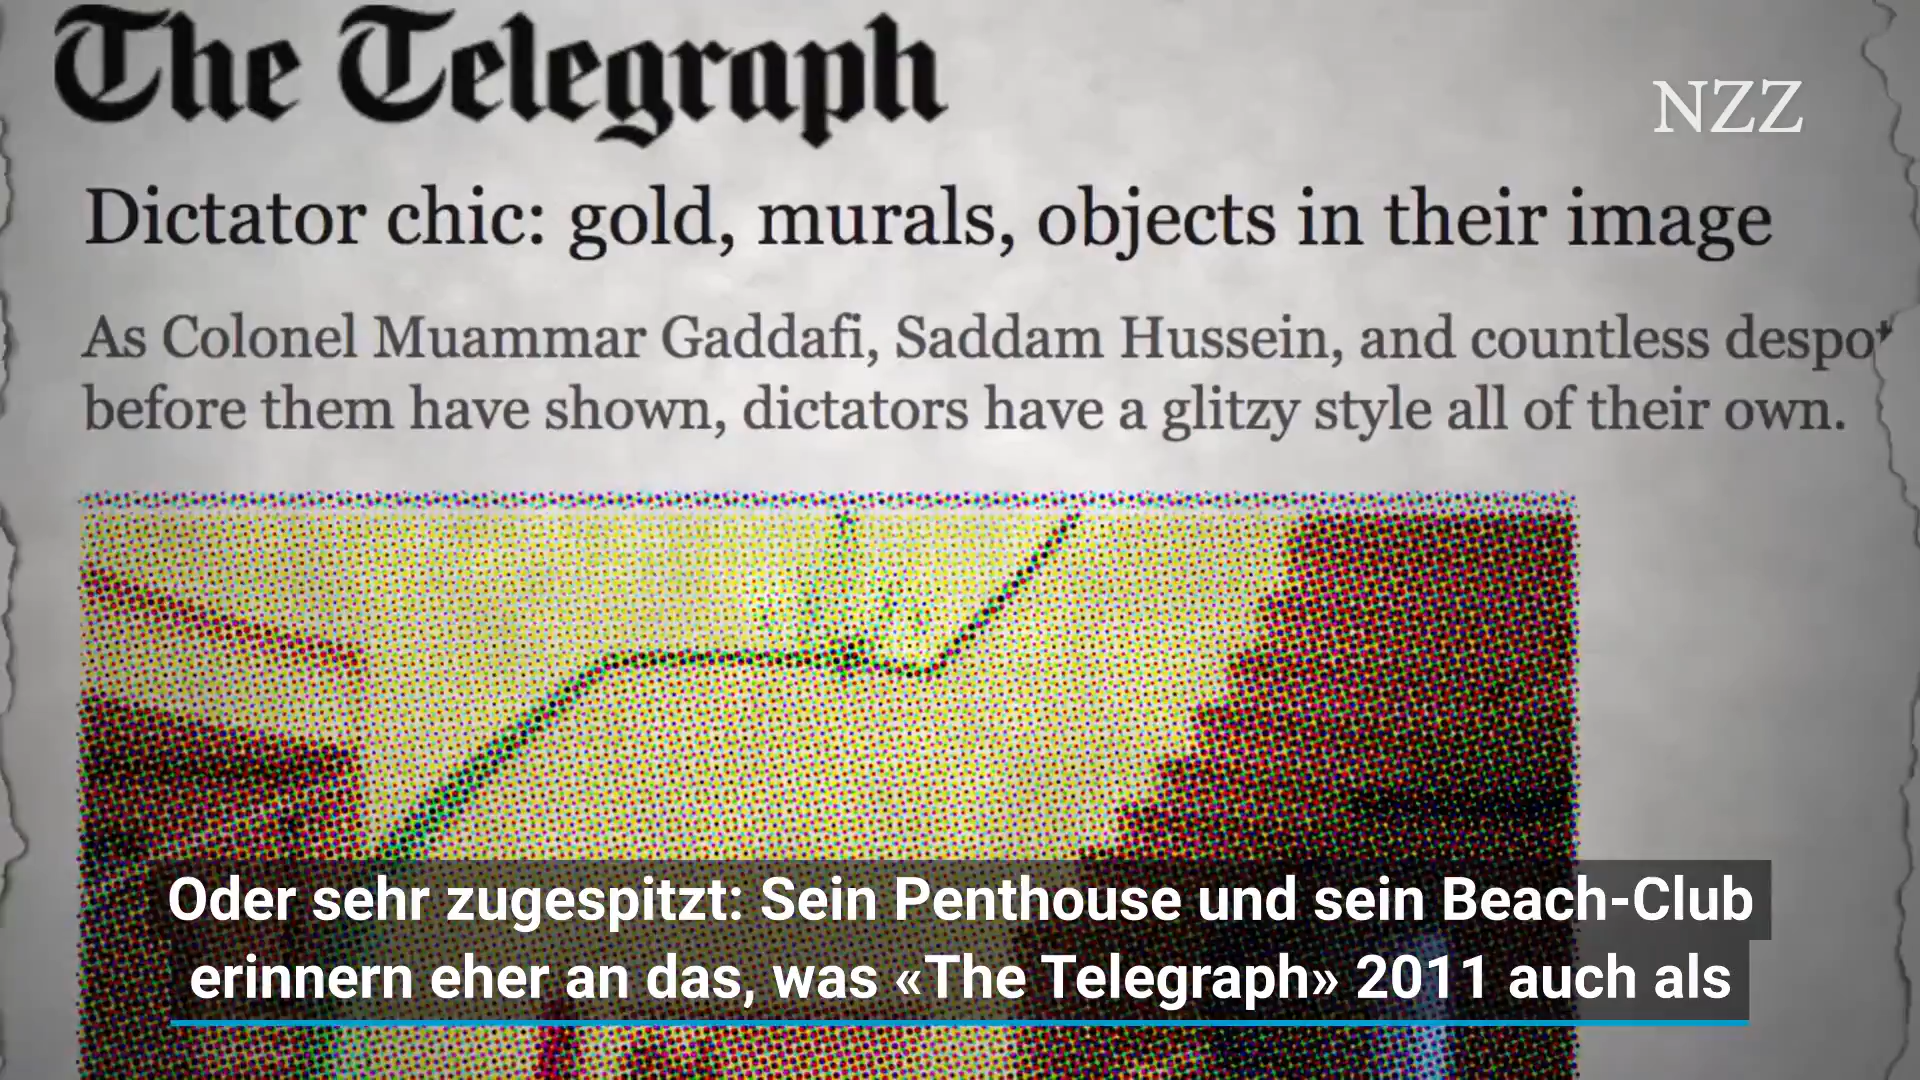 The Telegraph
NZZ
Dictator chic: gold, murals, objects in their image
As Colonel Muammar Gaddafi, Saddam Hussein, and countless despot
before them have shown, dictators have a glitzy style all of their own.
Oder sehr zugespitzt: Sein Penthouse und sein Beach-Club
erinnern eher an das, was «The Telegraph» 2011 auch als